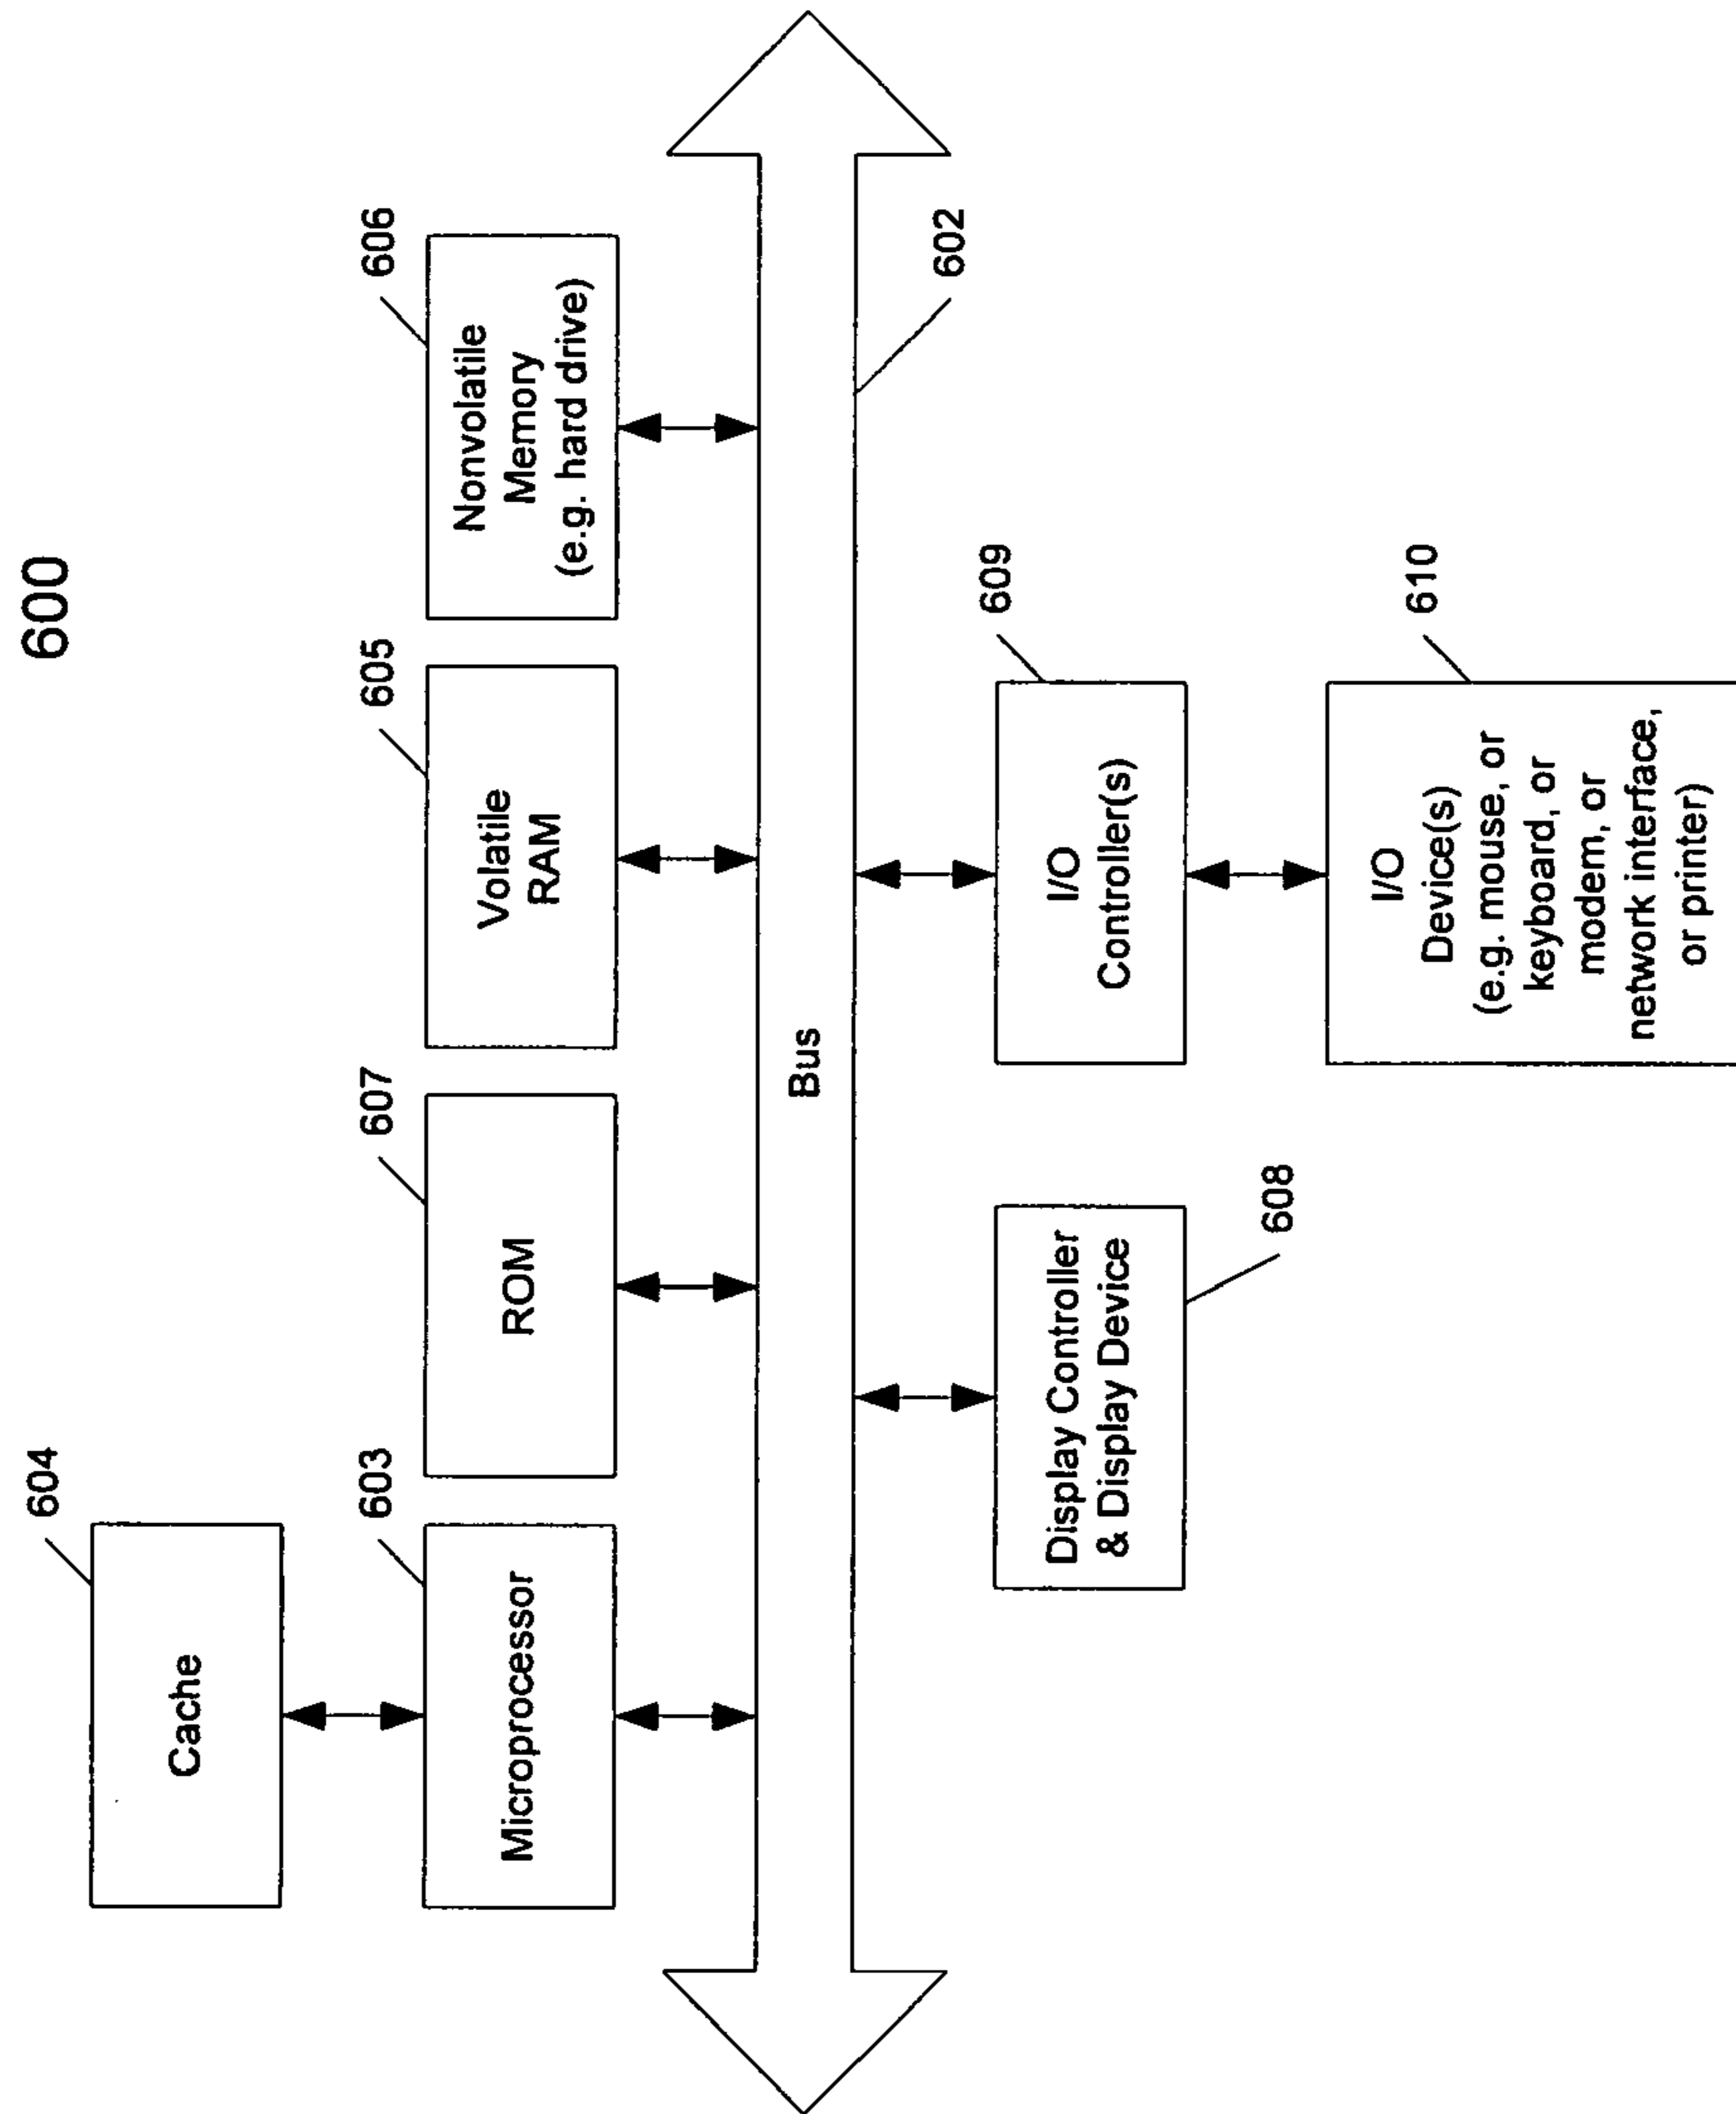 600
604
Cache
603
607
605
606
Microprocessor
ROM
Volatile
RAM
Nonvolatile
Memory
(e.g. hard drive)
Bus
602
608
Display Controller
& Display Device
609
I/O
Controller(s)
610
I/O
Device(s)
(e.g. mouse, or
keyboard, or
modem, or
network interface,
or printer)